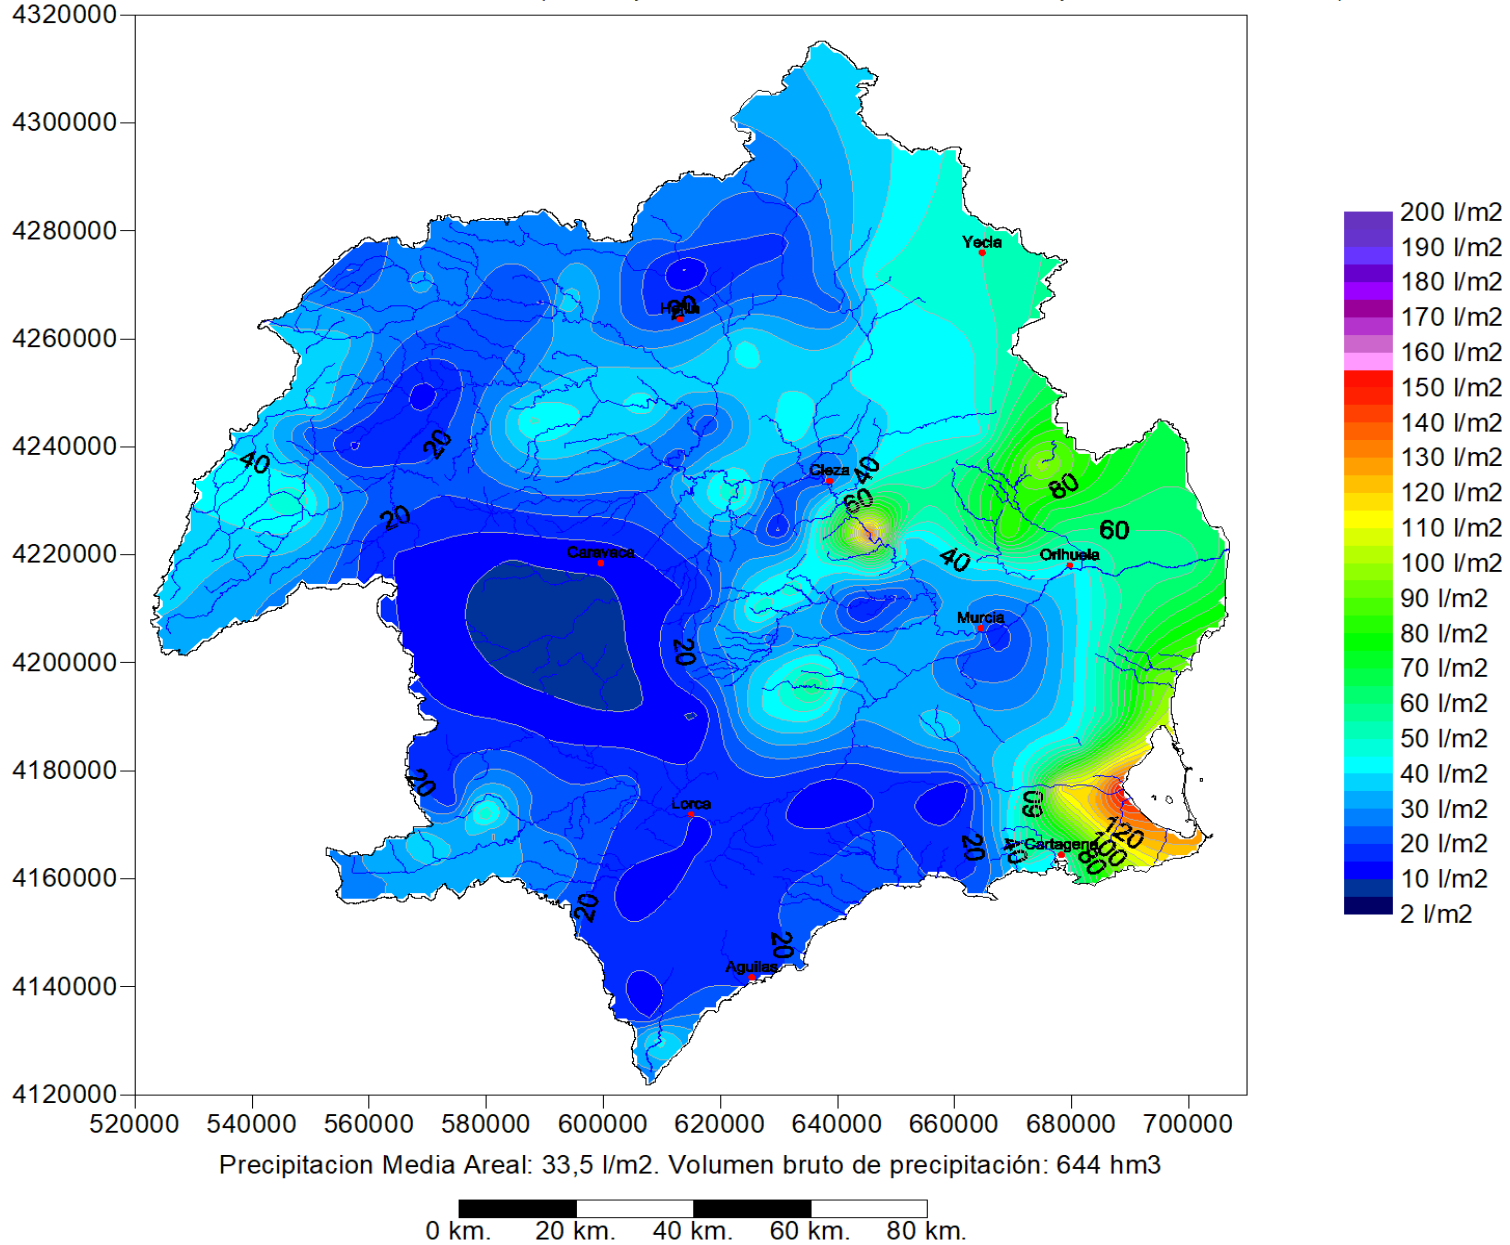 4320000
4300000
4280000
4260000
4240000
4220000
4200000
4180000
4160000
4140000
4120000
520000 540000 560000 580000 600000 620000 640000 660000 680000 700000
Yecla
20
40
20
Cieza
40
60
80
20
60
Caravaca
40
Orihuela
Murcia
20
20
Lorca
60
120
100
Cartagena
80
20
40
20
20
Aguilas
200 l/m2
190 l/m2
180 l/m2
170 l/m2
160 l/m2
150 l/m2
140 l/m2
130 l/m2
120 l/m2
110 l/m2
100 l/m2
90 l/m2
80 l/m2
70 l/m2
60 l/m2
50 l/m2
40 l/m2
30 l/m2
20 l/m2
10 l/m2
2 l/m2
Precipitacion Media Areal: 33,5 l/m2. Volumen bruto de precipitación: 644 hm3
0 km. 20 km. 40 km. 60 km. 80 km.